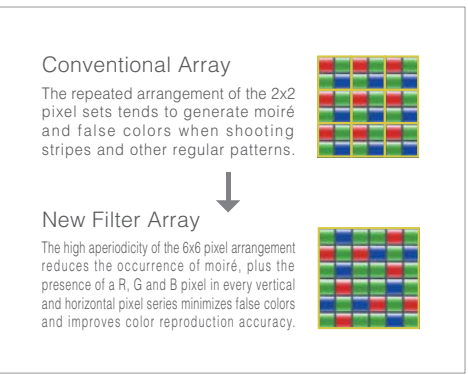 Conventional Array
The repeated arrangement of the 2x2
pixel sets tends to generate moiré
and false colors when shooting
stripes and other regular patterns.
New Filter Array
The high aperiodicity of the 6x6 pixel arrangement
reduces the occurrence of moiré, plus the
presence of a R, G and B pixel in every vertical
and horizontal pixel series minimizes false colors
and improves color reproduction accuracy.